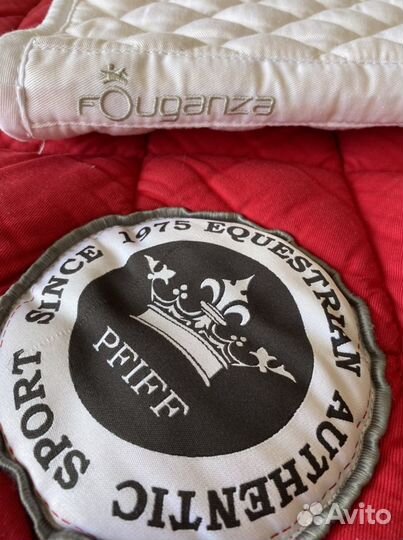 FOuganza
SPORT SINCE 1975 EQUESTRIAN AUTHENTIC
PFIFF
Avito